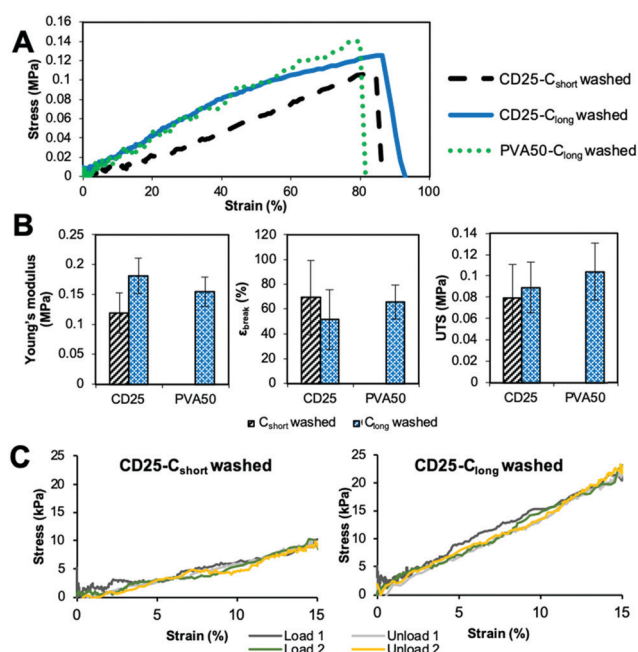 A
Stress (MPa)
0.16
0.14
0.12
0.10
0.08
0.06
0.04
0.02
0
0 20 40 60 80 100
Strain (%)
CD25-Cshort washed
CD25-Clong washed
PVA50-Clong washed
B
Young's modulus
(MPa)
0.25
0.2
0.15
0.1
0.05
0
CD25 PVA50
εbreak
(%)
120
100
80
60
40
20
0
CD25 PVA50
UTS (MPa)
0.14
0.12
0.1
0.08
0.06
0.04
0.02
0
CD25 PVA50
Cshort washed Clong washed
C
CD25-Cshort washed
Stress (kPa)
25
20
15
10
5
0
0 5 10 15
Strain (%)
CD25-Clong washed
Stress (kPa)
25
20
15
10
5
0
0 5 10 15
Strain (%)
Load 1 Unload 1
Load 2 Unload 2